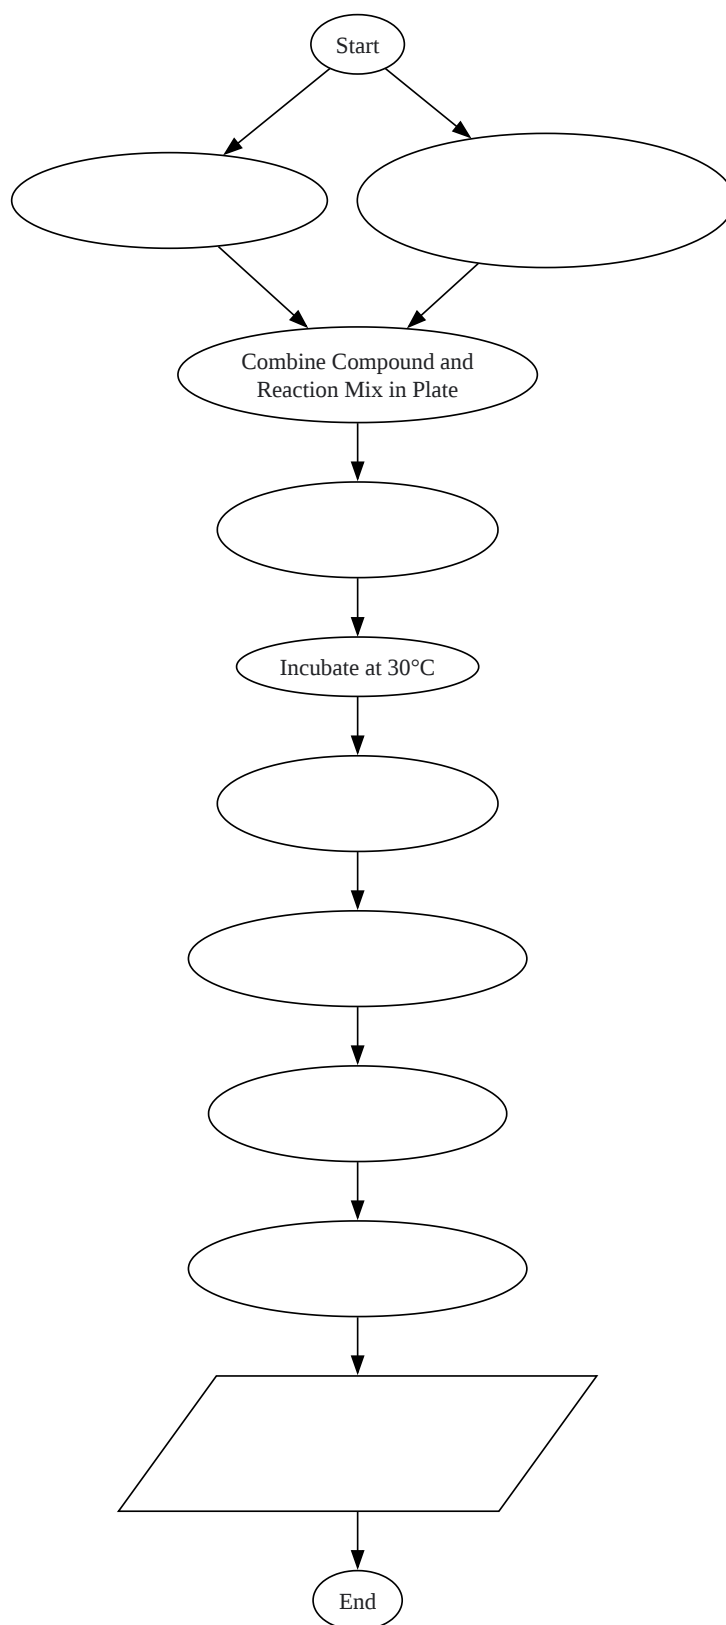 Start
Combine Compound and
Reaction Mix in Plate
Incubate at 30°C
End